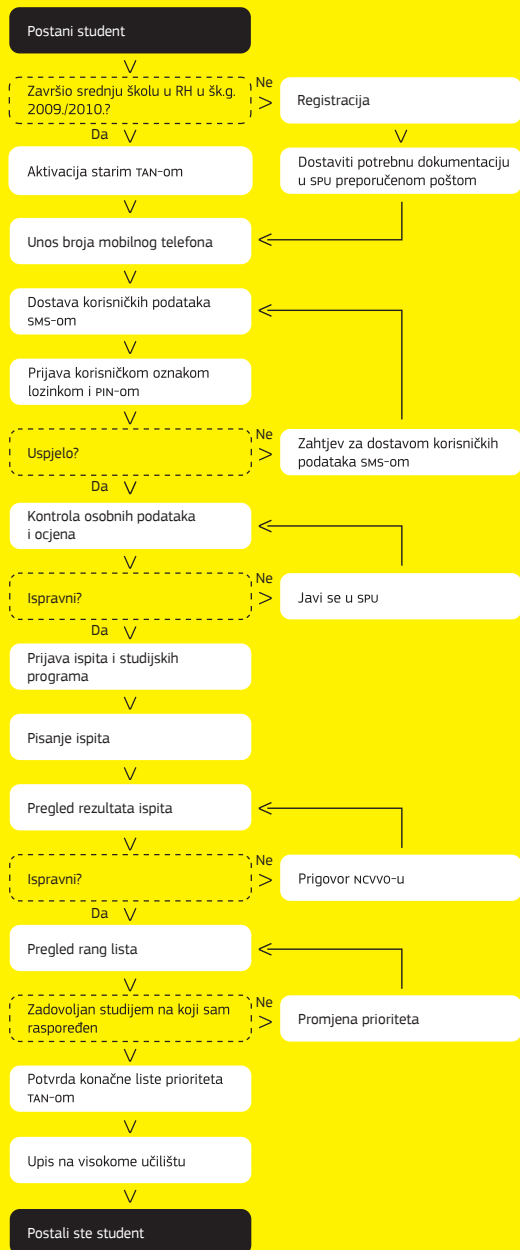 Postani student
Završio srednju školu u RH u šk.g.
2009./2010.?
Ne
Registracija
Da
Aktivacija starim TAN-om
Dostaviti potrebnu dokumentaciju
u SPU preporučenom poštom
Unos broja mobilnog telefona
Dostava korisničkih podataka
SMS-om
Prijava korisničkom oznakom
lozinkom i PIN-om
Uspjelo?
Ne
Zahtjev za dostavom korisničkih
podataka SMS-om
Da
Kontrola osobnih podataka
i ocjena
Ispravni?
Ne
Javi se u SPU
Da
Prijava ispita i studijskih
programa
Pisanje ispita
Pregled rezultata ispita
Ispravni?
Ne
Prigovor NCVVO-u
Da
Pregled rang lista
Zadovoljan studijem na koji sam
raspoređen
Ne
Promjena prioriteta
Potvrda konačne liste prioriteta
TAN-om
Upis na visokome učilištu
Postali ste student